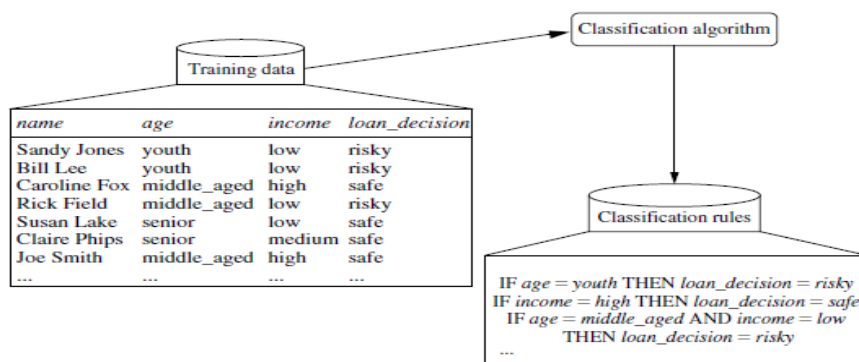 Classification algorithm
Training data
name age income loan_decision
Sandy Jones youth low risky
Bill Lee youth low risky
Caroline Fox middle_aged high safe
Rick Field middle_aged low risky
Susan Lake senior low safe
Claire Phips senior medium safe
Joe Smith middle_aged high safe
... ... ... ...
Classification rules
IF age = youth THEN loan_decision = risky
IF income = high THEN loan_decision = safe
IF age = middle_aged AND income = low
THEN loan_decision = risky
...